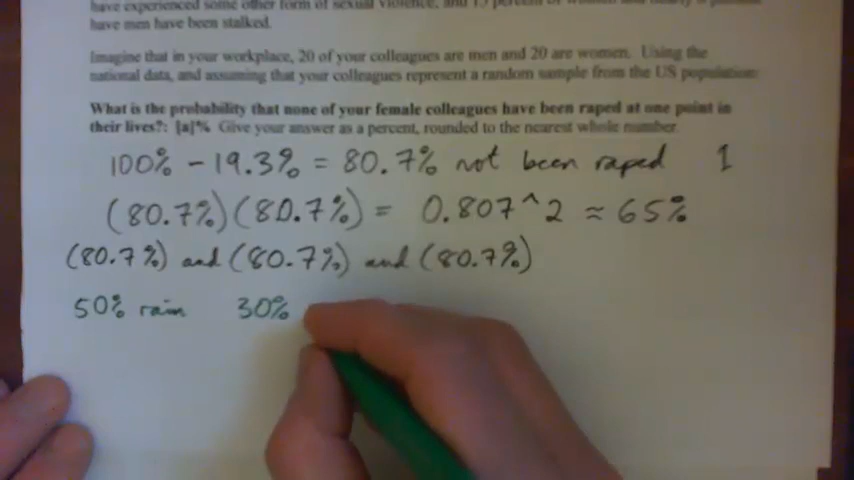 have experienced some other form of sexual violence, and 15 percent of women and nearly
have men have been stalked.
Imagine that in your workplace, 20 of your colleagues are men and 20 are women. Using the
national data, and assuming that your colleagues represent a random sample from the US population:
What is the probability that none of your female colleagues have been raped at one point in
their lives?: [a]% Give your answer as a percent, rounded to the nearest whole number.
100% - 19.3% = 80.7% not been raped 1
(80.7%)(80.7%) = 0.807^2 ≈ 65%
(80.7%) and (80.7%) and (80.7%)
50% rain 30%